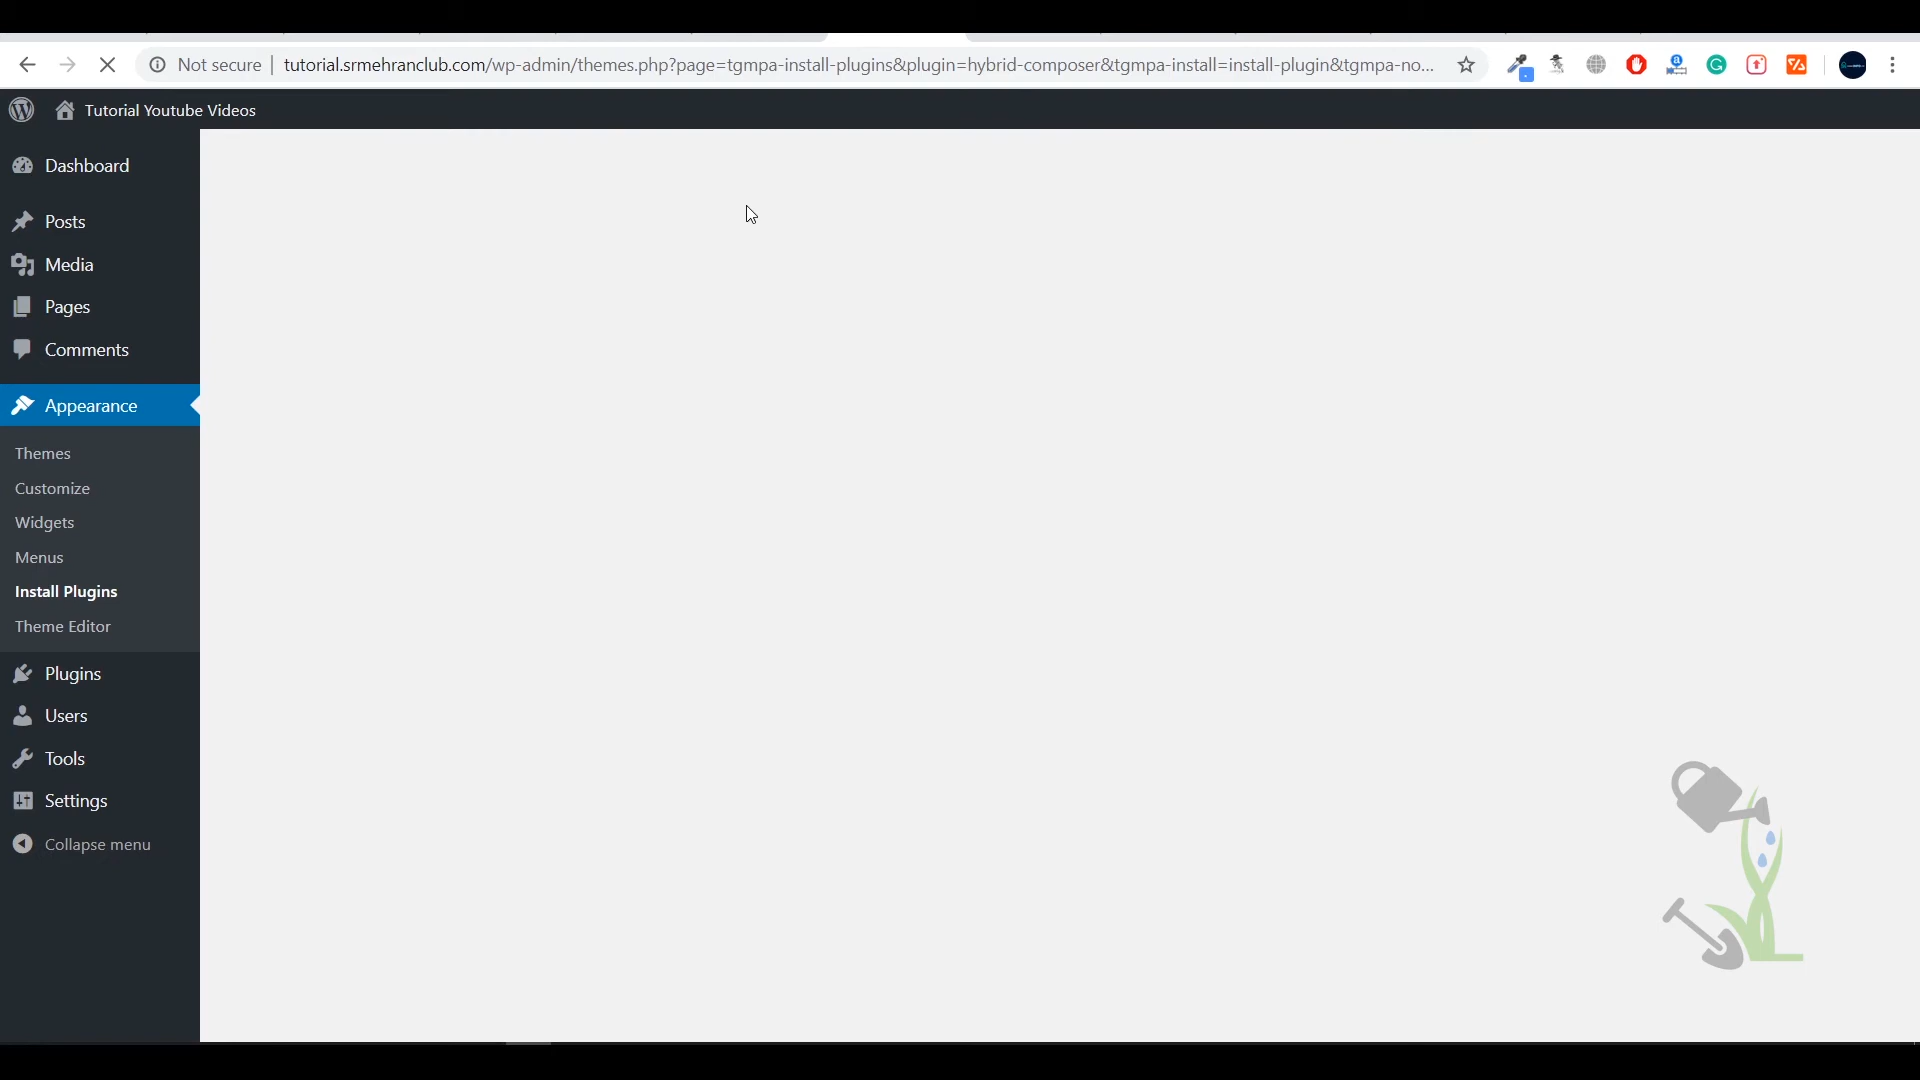 Not secure
tutorial.srmehranclub.com/wp-admin/themes.php?page=tgmpa-install-plugins&plugin=hybrid-composer&tgmpa-install=install-plugin&tgmpa-no...
Tutorial Youtube Videos
Dashboard
Posts
Media
Pages
Comments
Appearance
Themes
Customize
Widgets
Menus
Install Plugins
Theme Editor
Plugins
Users
Tools
Settings
Collapse menu